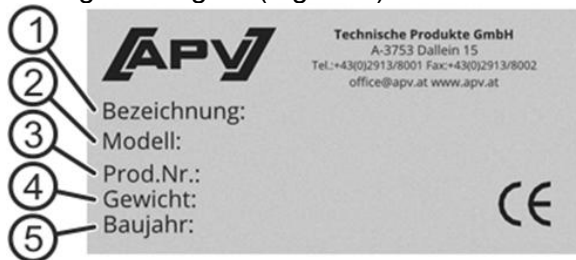 APV
Technische Produkte GmbH
A-3753 Dallein 15
Tel.:+43(0)2913/8001 Fax:+43(0)2913/8002
office@apv.at www.apv.at
1
Bezeichnung:
2
Modell:
3
Prod.Nr.:
4
Gewicht:
5
Baujahr:
CE